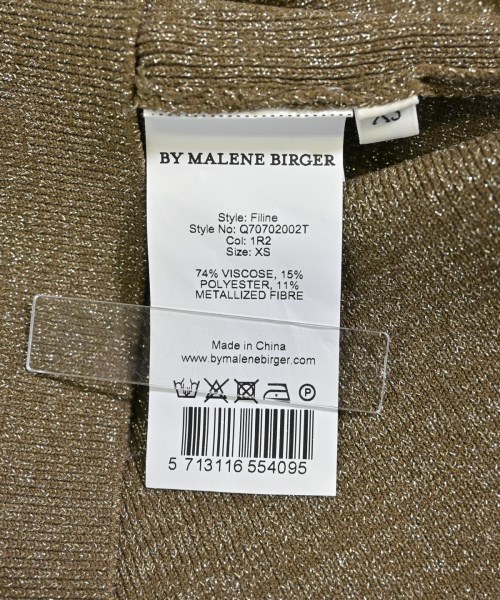 XS
BY MALENE BIRGER
Style: Filine
Style No: Q70702002T
Col: 1R2
Size: XS
74% VISCOSE, 15%
POLYESTER, 11%
METALLIZED FIBRE
Made in China
www.bymalenebirger.com
P
5 713116 554095